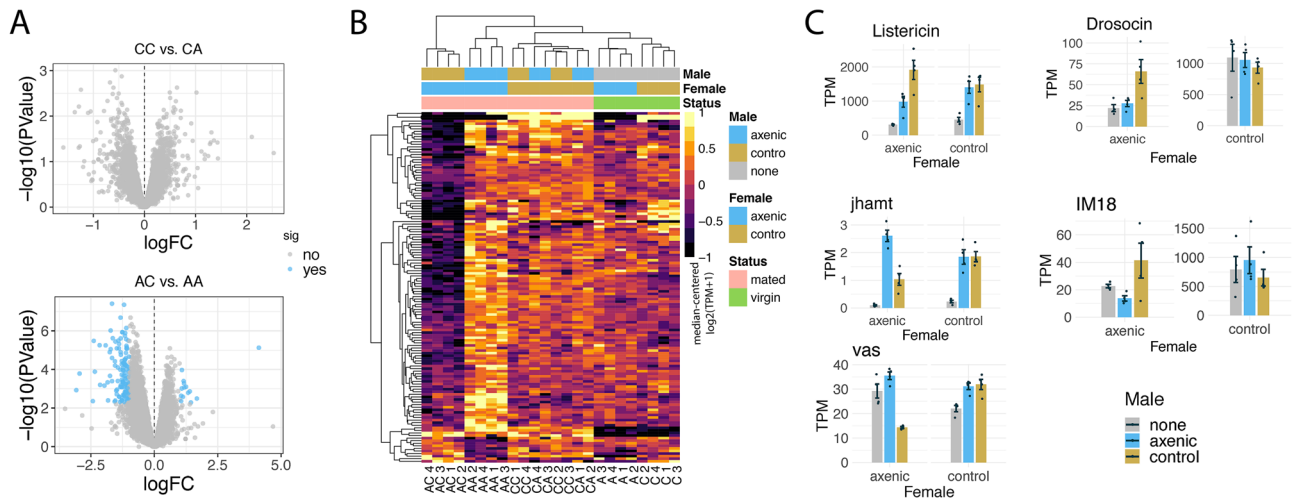 A
CC vs. CA
−log10(PValue)
3
2
1
0
−1
0
1
2
logFC
sig
no
yes
AC vs. AA
−log10(PValue)
6
4
2
0
−2.5
0.0
2.5
5.0
logFC
B
Male
Female
Status
1
0.5
0
−0.5
−1
median-centered
log2(TPM+1)
Male
axenic
contro
none
Female
axenic
contro
Status
mated
virgin
AC 4
AC 3
AC 1
AC 2
AA 2
AA 4
AA 1
AA 3
CC 1
CC 4
CA 4
CA 3
CC 2
CC 3
CA 1
CA 2
A 3
A 4
A 1
A 2
C 2
C 4
C 1
C 3
C
Listericin
TPM
2000
1000
0
axenic
control
Female
Drosocin
TPM
100
75
50
25
0
axenic
1000
500
0
control
Female
jhamt
TPM
3
2
1
0
axenic
control
Female
IM18
TPM
60
40
20
0
axenic
1500
1000
500
0
control
Female
vas
TPM
40
30
20
10
0
axenic
control
Female
Male
none
axenic
control